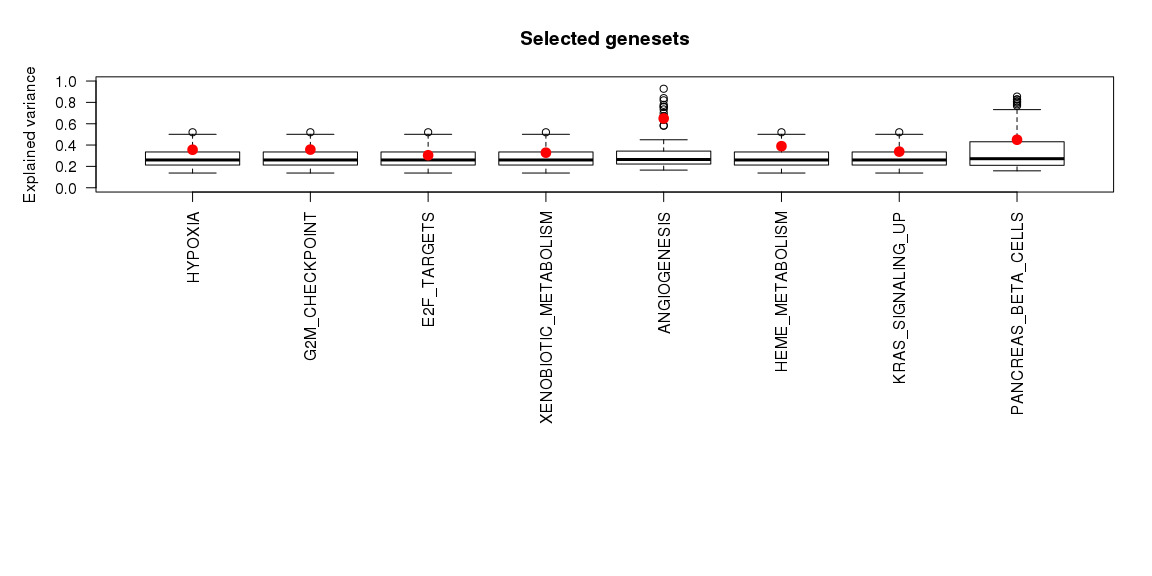 Selected genesets
Explained variance
1.0
0.8
0.6
0.4
0.2
0.0
HYPOXIA
G2M_CHECKPOINT
E2F_TARGETS
XENOBIOTIC_METABOLISM
ANGIOGENESIS
HEME_METABOLISM
KRAS_SIGNALING_UP
PANCREAS_BETA_CELLS